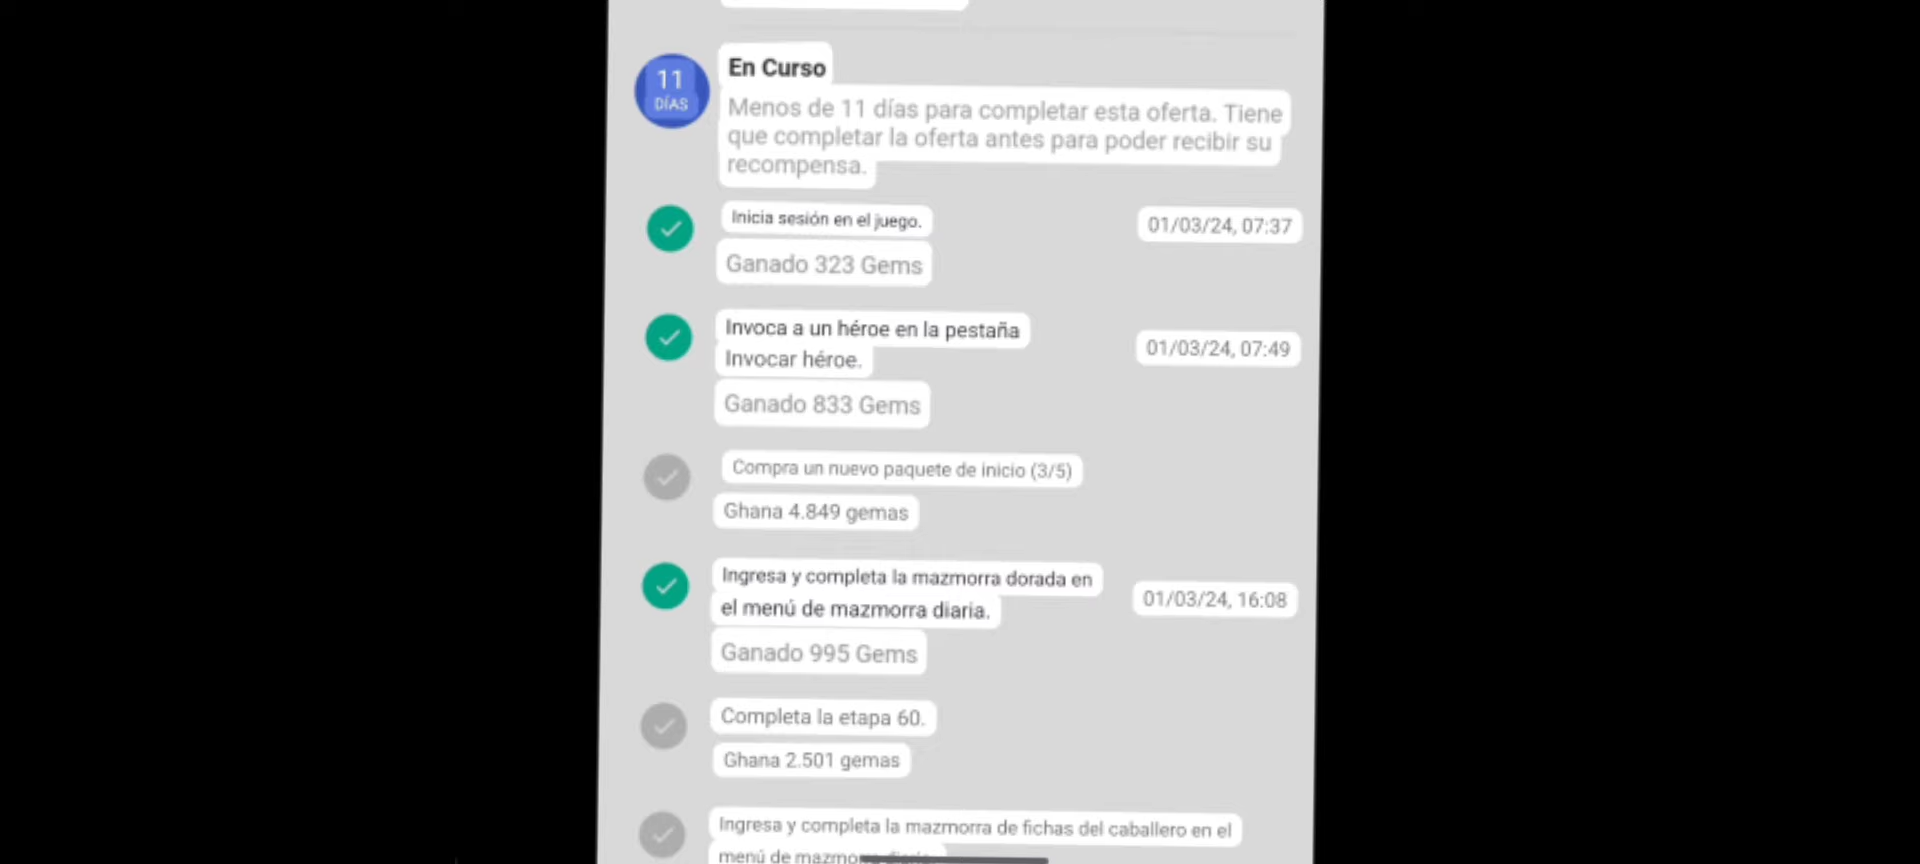 En Curso
11
DÍAS
Menos de 11 días para completar esta oferta. Tiene
que completar la oferta antes para poder recibir su
recompensa.
Inicia sesión en el juego.
01/03/24, 07:37
Ganado 323 Gems
Invoca a un héroe en la pestaña
Invocar héroe.
01/03/24, 07:49
Ganado 833 Gems
Compra un nuevo paquete de inicio (3/5)
Ghana 4.849 gemas
Ingresa y completa la mazmorra dorada en
el menú de mazmorra diaria.
01/03/24, 16:08
Ganado 995 Gems
Completa la etapa 60.
Ghana 2.501 gemas
Ingresa y completa la mazmorra de fichas del caballero en el
menú de